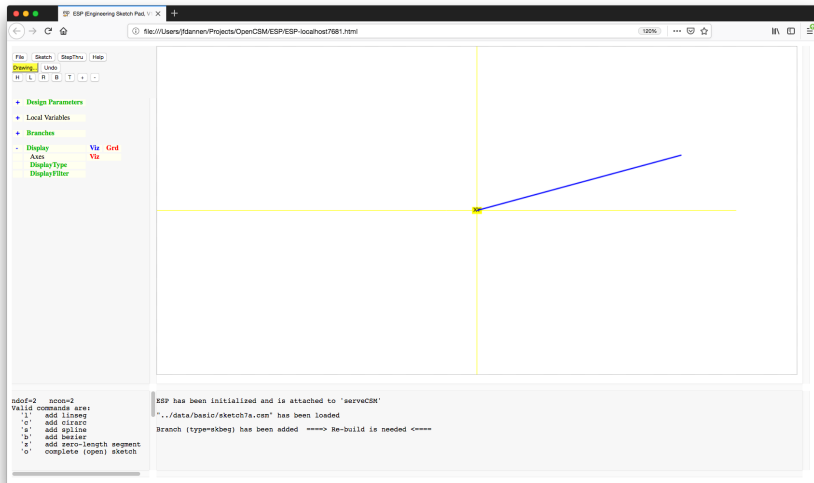 ESP (Engineering Sketch Pad, V
file:///Users/jfdannen/Projects/OpenCSM/ESP/ESP-localhost7681.html
120%
File Sketch StepThru Help
Drawing... Undo
H L R B T + -
+ Design Parameters
+ Local Variables
+ Branches
- Display Viz Grd
Axes Viz
DisplayType
DisplayFilter
ndof=2 ncon=2
Valid commands are:
'l' add linseg
'c' add cirarc
's' add spline
'b' add bezier
'z' add zero-length segment
'o' complete (open) sketch
ESP has been initialized and is attached to 'serveCSM'
"../data/basic/sketch7a.csm" has been loaded
Branch (type=skbeg) has been added ====> Re-build is needed <====